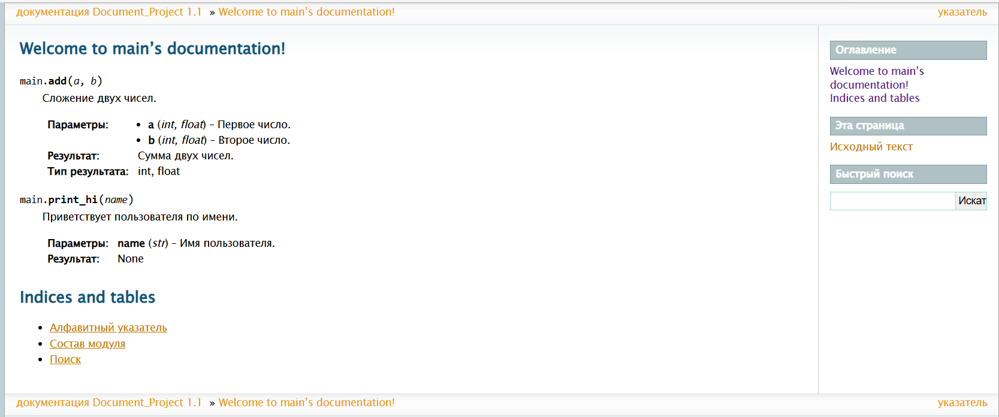 документация Document_Project 1.1 » Welcome to main’s documentation! указатель
Welcome to main’s documentation!
main.add(a, b)
Сложение двух чисел.
Параметры: • a (int, float) – Первое число.
• b (int, float) – Второе число.
Результат: Сумма двух чисел.
Тип результата: int, float
main.print_hi(name)
Приветствует пользователя по имени.
Параметры: name (str) – Имя пользователя.
Результат: None
Indices and tables
• Алфавитный указатель
• Состав модуля
• Поиск
Оглавление
Welcome to main’s
documentation!
Indices and tables
Эта страница
Исходный текст
Быстрый поиск
Искат
документация Document_Project 1.1 » Welcome to main’s documentation! указатель